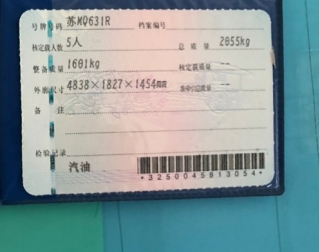 号牌号码 苏MQ631R 档案编号
核定载人数 5人 总质量 2055kg
整备质量 1601kg 核定载质量 --
外廓尺寸 4838×1827×1454mm 准牵引总质量 --
备注
检验记录
汽油
*3250045813054*